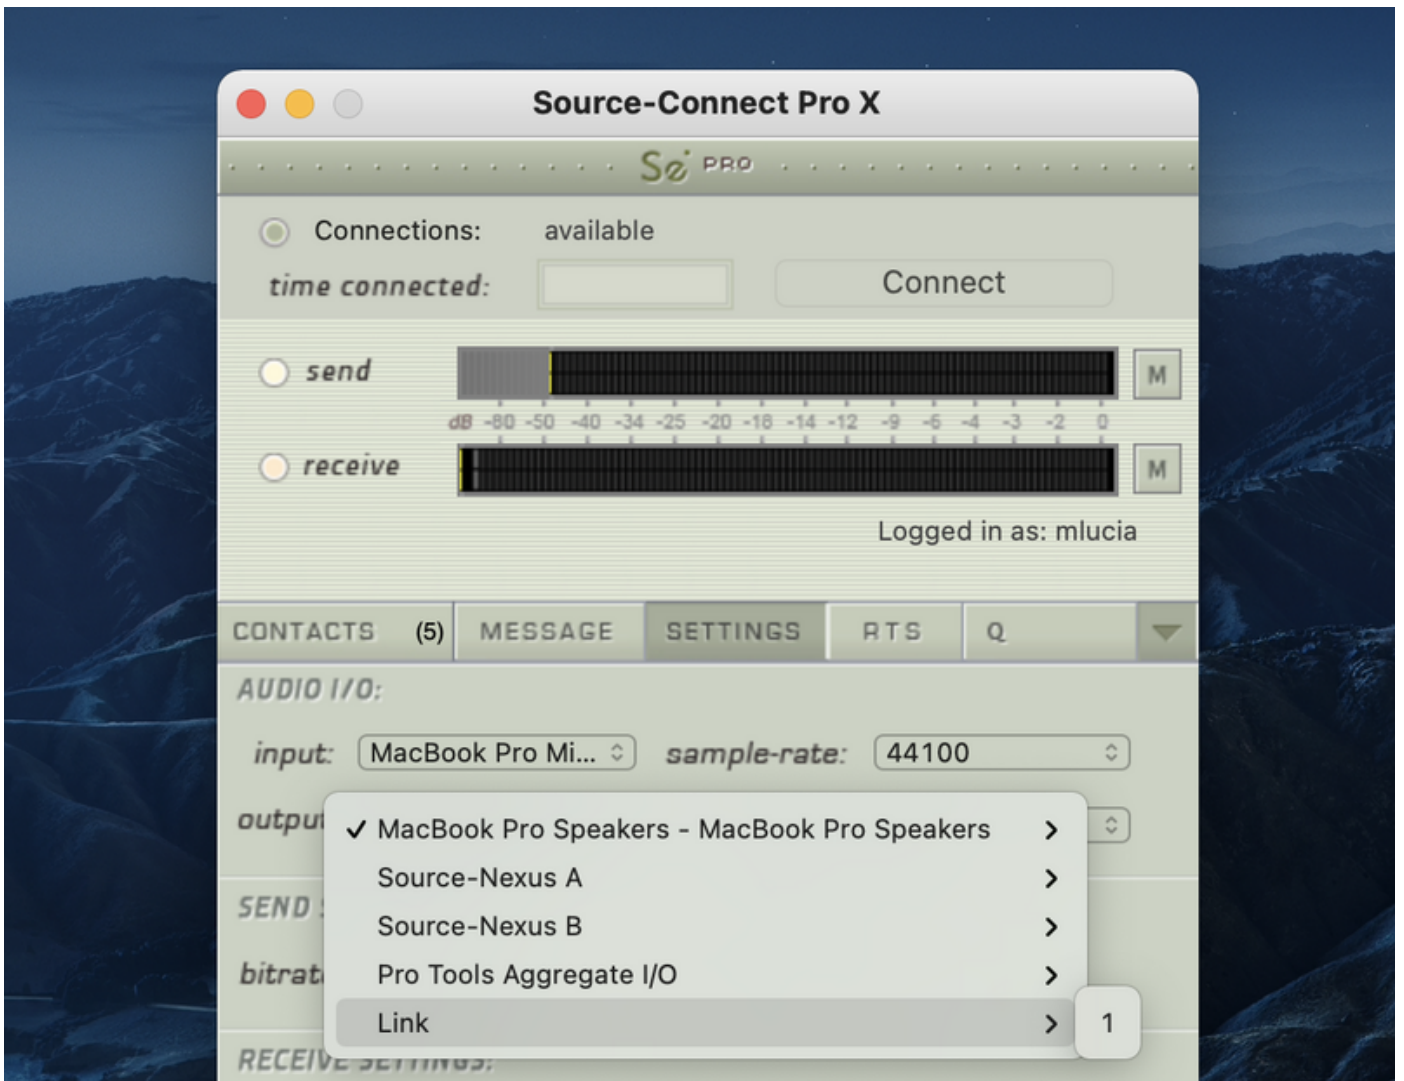 Source-Connect Pro X
Se PRO
Connections: available
time connected: Connect
send M
dB -80 -50 -40 -34 -25 -20 -18 -14 -12 -9 -6 -4 -3 -2 0
receive M
Logged in as: mlucia
CONTACTS (5) MESSAGE SETTINGS RTS Q
AUDIO I/O:
input: MacBook Pro Mi... sample-rate: 44100
output
✓ MacBook Pro Speakers - MacBook Pro Speakers
Source-Nexus A
SEND
Source-Nexus B
bitrat
Pro Tools Aggregate I/O
Link 1
RECEIVE SETTINGS: